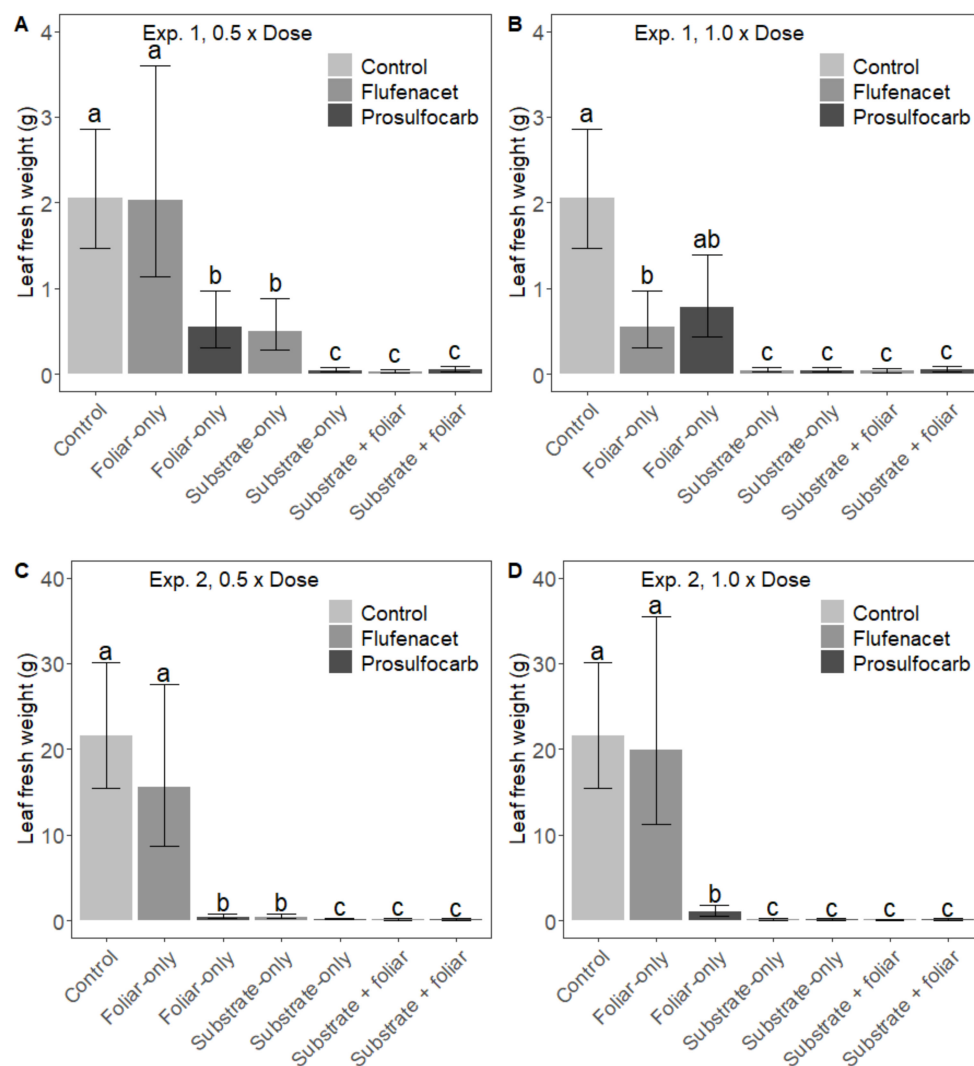 A
Exp. 1, 0.5 x Dose
Control
Flufenacet
Prosulfocarb
Leaf fresh weight (g)
4
3
2
1
0
a
a
b
b
c
c
c
Control
Foliar-only
Foliar-only
Substrate-only
Substrate-only
Substrate + foliar
Substrate + foliar
B
Exp. 1, 1.0 x Dose
Control
Flufenacet
Prosulfocarb
Leaf fresh weight (g)
4
3
2
1
0
a
b
ab
c
c
c
c
Control
Foliar-only
Foliar-only
Substrate-only
Substrate-only
Substrate + foliar
Substrate + foliar
C
Exp. 2, 0.5 x Dose
Control
Flufenacet
Prosulfocarb
Leaf fresh weight (g)
40
30
20
10
0
a
a
b
b
c
c
c
Control
Foliar-only
Foliar-only
Substrate-only
Substrate-only
Substrate + foliar
Substrate + foliar
D
Exp. 2, 1.0 x Dose
Control
Flufenacet
Prosulfocarb
Leaf fresh weight (g)
40
30
20
10
0
a
a
b
c
c
c
c
Control
Foliar-only
Foliar-only
Substrate-only
Substrate-only
Substrate + foliar
Substrate + foliar